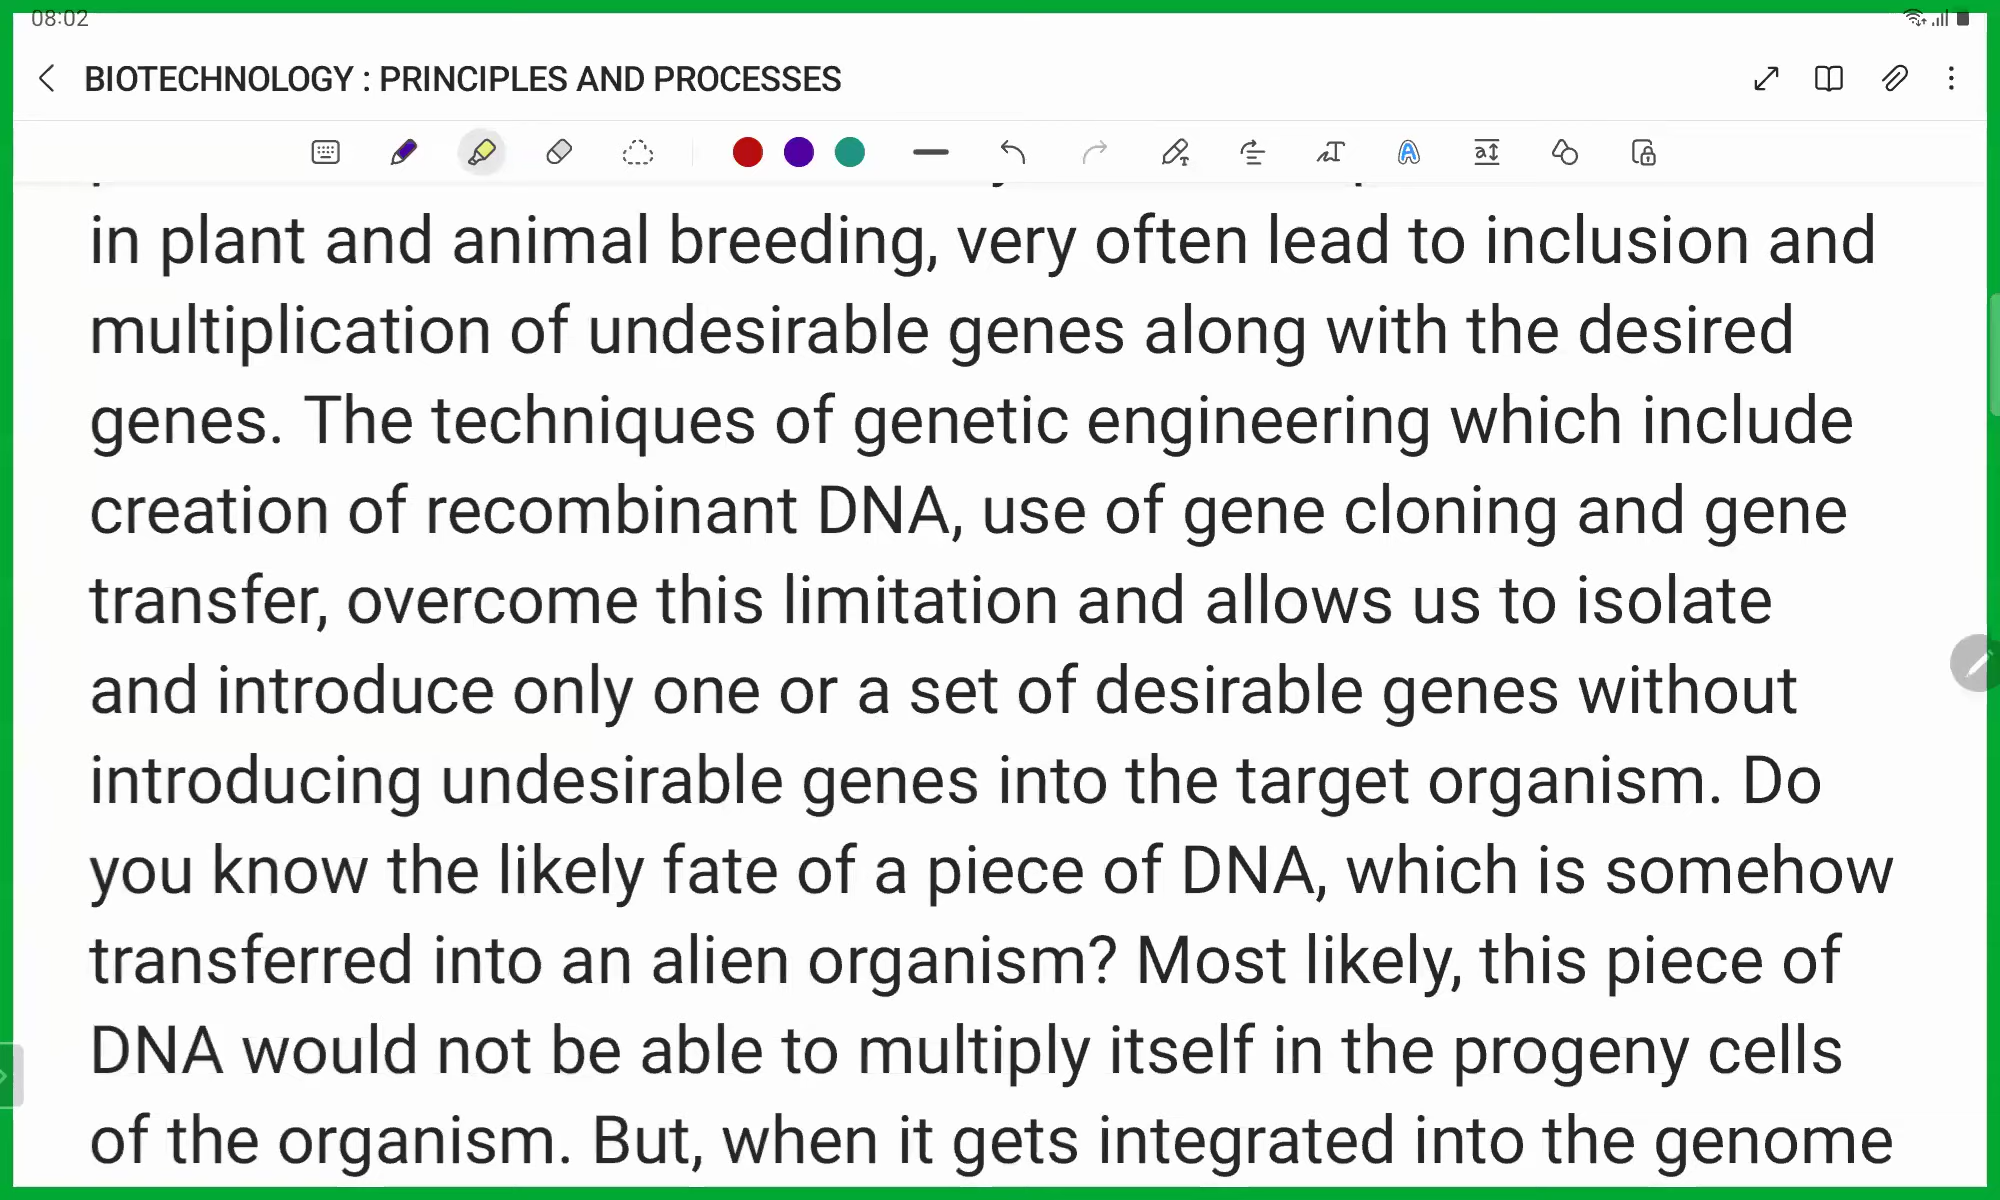 08:02
BIOTECHNOLOGY : PRINCIPLES AND PROCESSES
in plant and animal breeding, very often lead to inclusion and
multiplication of undesirable genes along with the desired
genes. The techniques of genetic engineering which include
creation of recombinant DNA, use of gene cloning and gene
transfer, overcome this limitation and allows us to isolate
and introduce only one or a set of desirable genes without
introducing undesirable genes into the target organism. Do
you know the likely fate of a piece of DNA, which is somehow
transferred into an alien organism? Most likely, this piece of
DNA would not be able to multiply itself in the progeny cells
of the organism. But, when it gets integrated into the genome